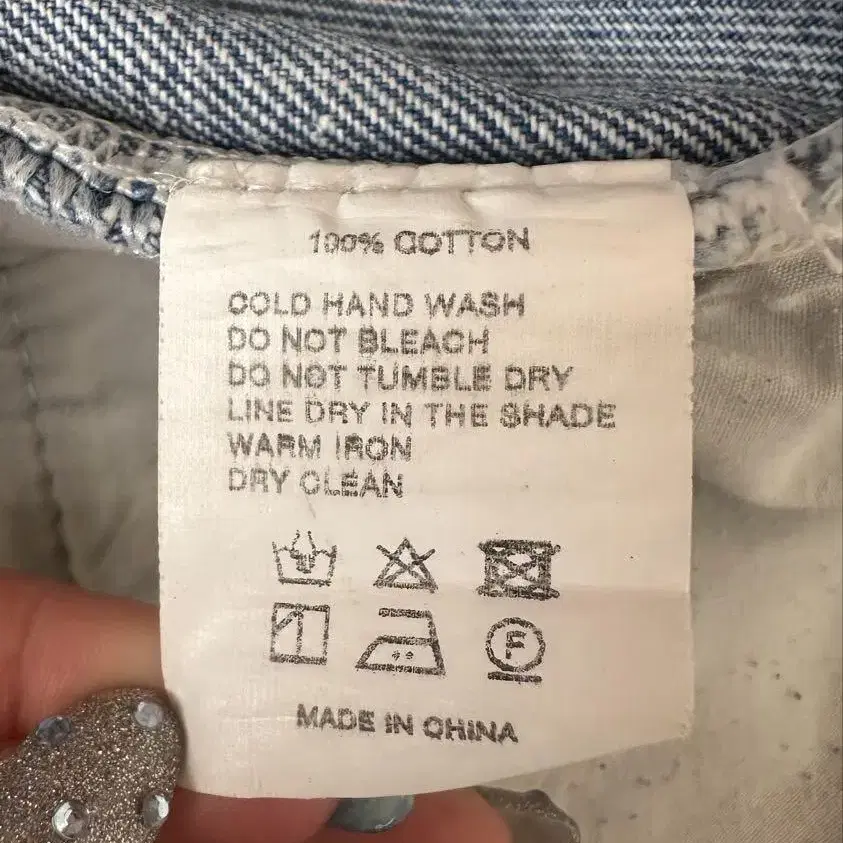 100% COTTON
COLD HAND WASH
DO NOT BLEACH
DO NOT TUMBLE DRY
LINE DRY IN THE SHADE
WARM IRON
DRY CLEAN
F
MADE IN CHINA